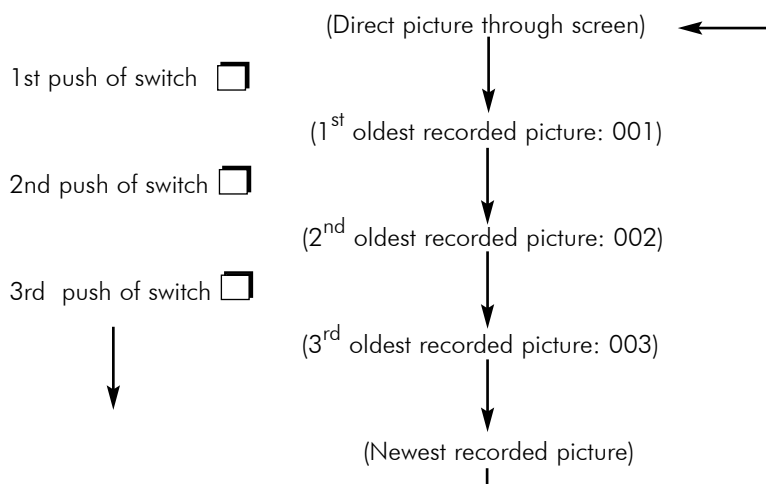 (Direct picture through screen)
1st push of switch
(1st oldest recorded picture: 001)
2nd push of switch
(2nd oldest recorded picture: 002)
3rd push of switch
(3rd oldest recorded picture: 003)
(Newest recorded picture)